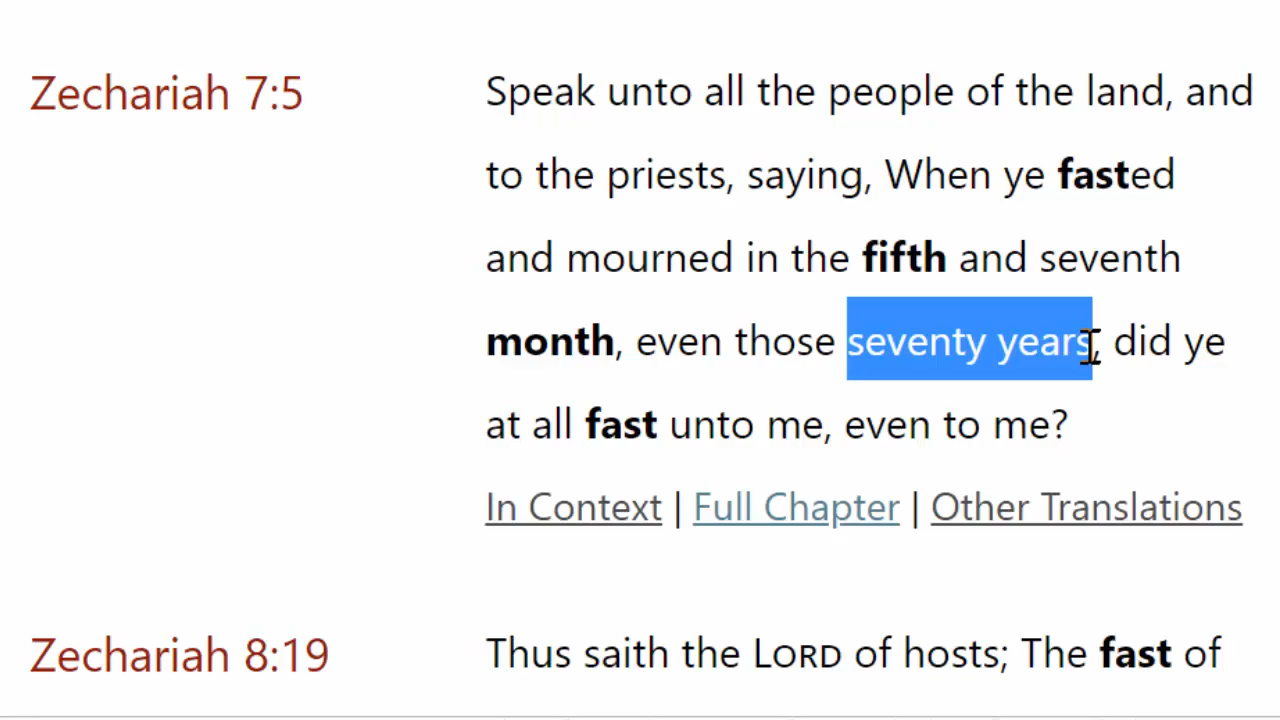 Zechariah 7:5
Speak unto all the people of the land, and
to the priests, saying, When ye fasted
and mourned in the fifth and seventh
month, even those seventy years, did ye
at all fast unto me, even to me?
In Context | Full Chapter | Other Translations
Zechariah 8:19
Thus saith the LORD of hosts; The fast of